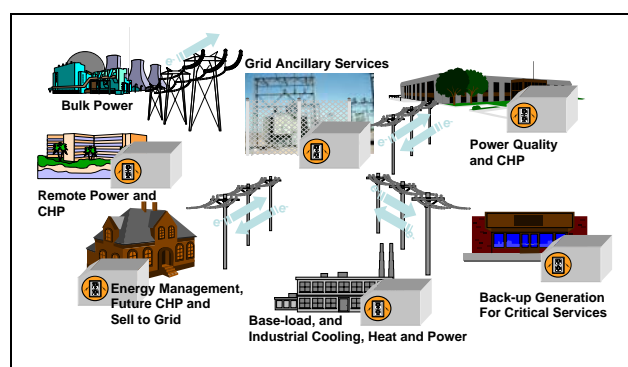 Bulk Power
e-
Grid Ancillary Services
e-
e-
Power Quality
and CHP
Remote Power and
CHP
e-
e-
e-
e-
Energy Management,
Future CHP and
Sell to Grid
Base-load, and
Industrial Cooling, Heat and Power
Back-up Generation
For Critical Services